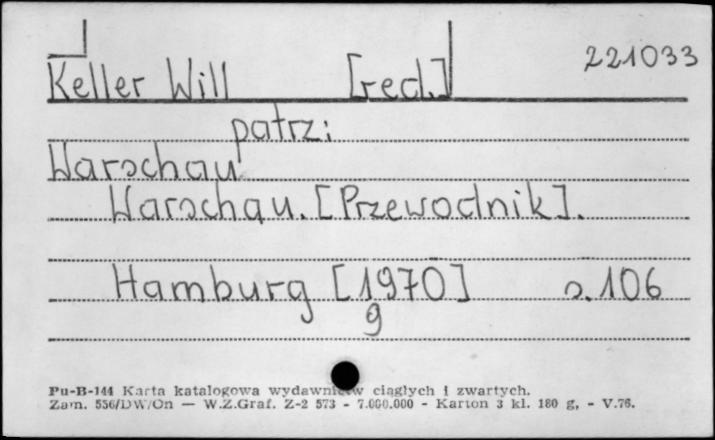 221033
Keller Will [red.]
patrz:
Warschau
Warschau. [Przewodnik].
Hamburg [1970] s. 106
9
Pu-B-144 Karta katalogowa wydawnictw ciągłych i zwartych.
Zam. 556/DW/On — W.Z.Graf. Z-2 573 - 7.000.000 - Karton 3 kl. 180 g, - V.76.